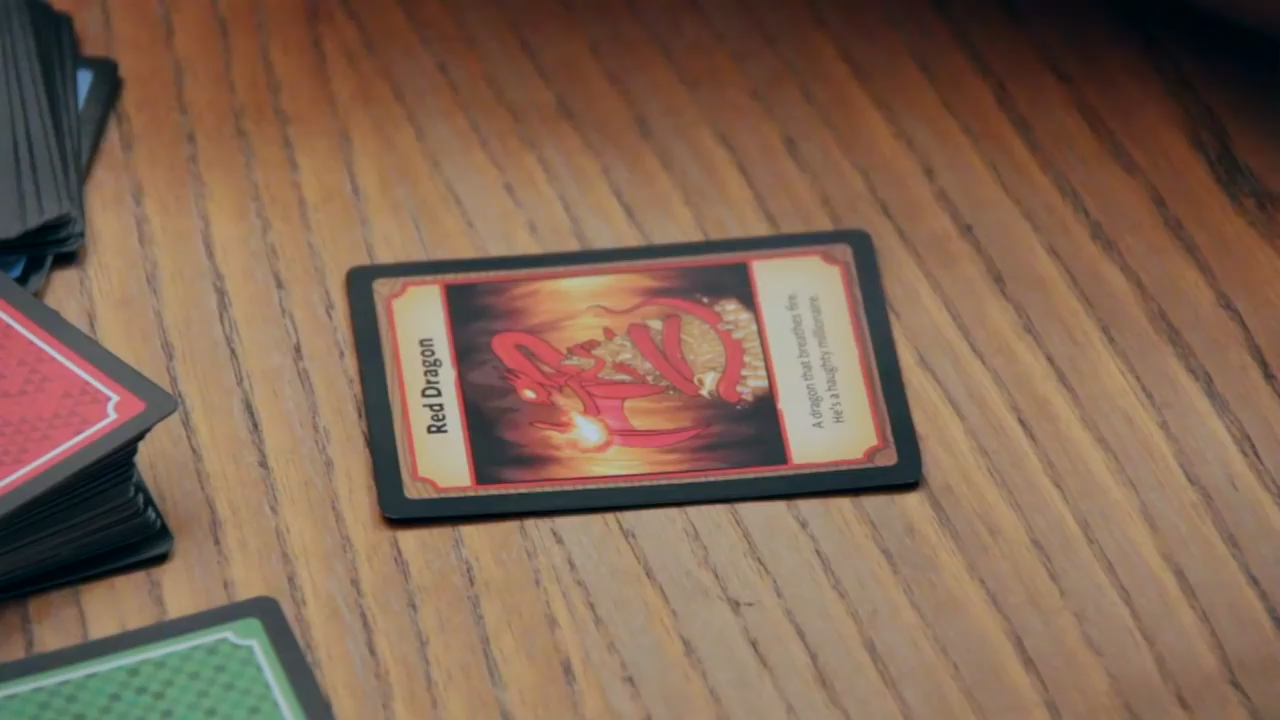 Red Dragon
A dragon that breathes fire.
He's a haughty millionaire.